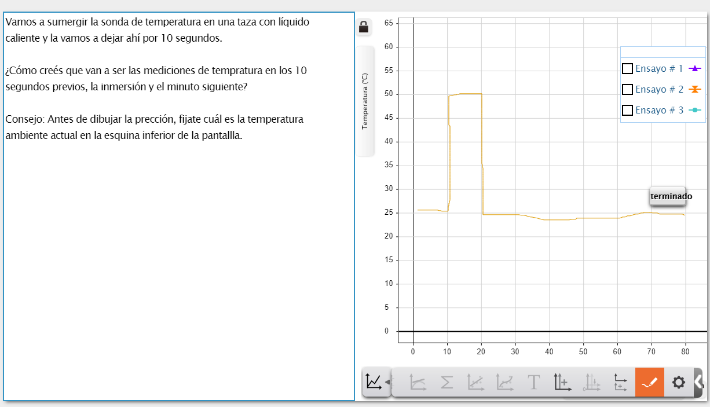 Vamos a sumergir la sonda de temperatura en una taza con líquido
caliente y la vamos a dejar ahí por 10 segundos.
¿Cómo creés que van a ser las mediciones de tempratura en los 10
segundos previos, la inmersión y el minuto siguiente?
Consejo: Antes de dibujar la prección, fijate cuál es la temperatura
ambiente actual en la esquina inferior de la pantallla.
Temperatura (°C)
65
60
55
50
45
40
35
30
25
20
15
10
5
0
Ensayo # 1
Ensayo # 2
Ensayo # 3
terminado
0 10 20 30 40 50 60 70 80